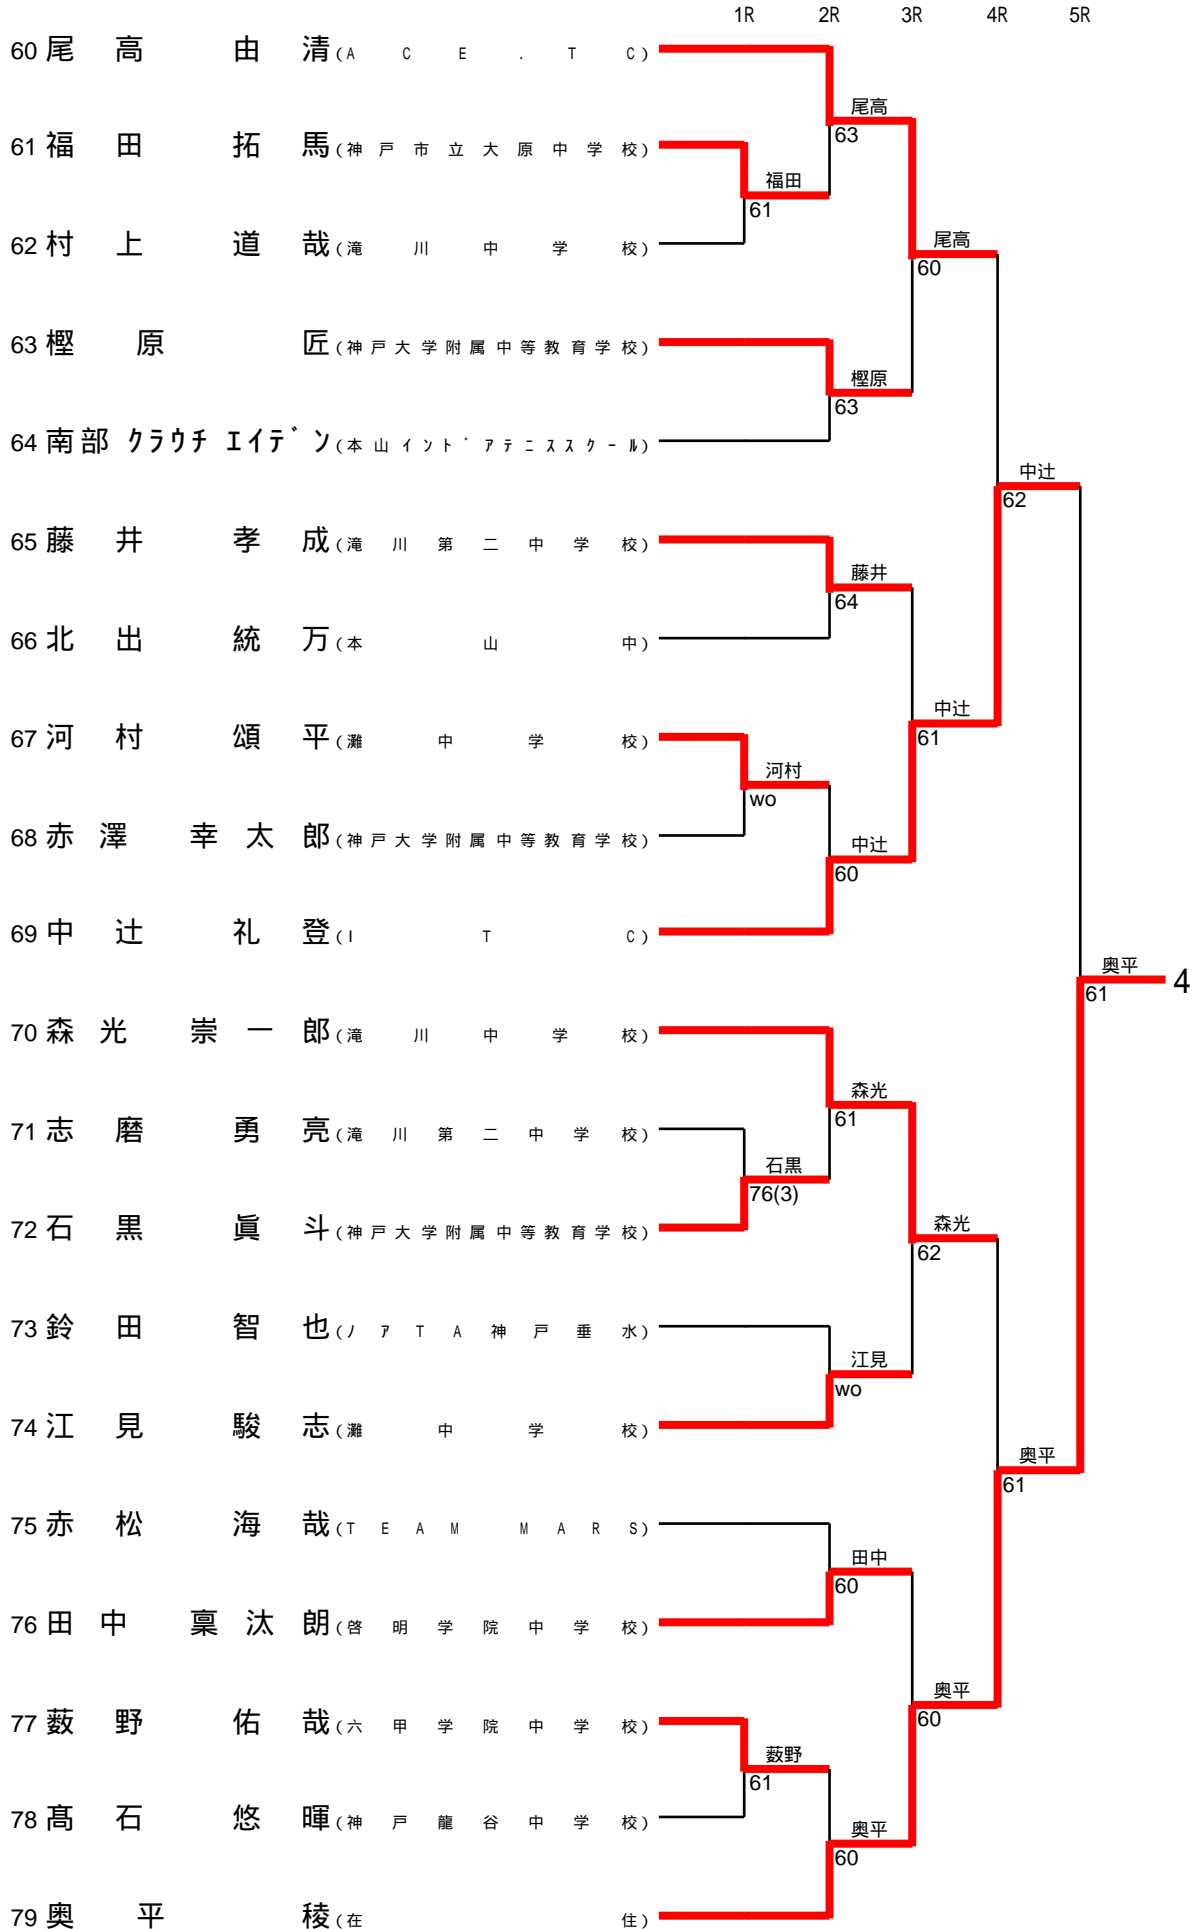 1R 2R 3R 4R 5R
60 尾高 由清 (ACE.TC)
尾高
63
61 福田 拓馬 (神戸市立大原中学校)
福田
61
62 村上 道哉 (滝川中学校)
尾高
60
63 樫原 匠 (神戸大学附属中等教育学校)
樫原
63
64 南部 クラウチ エイデン (本山インドアテニススクール)
中辻
62
65 藤井 孝成 (滝川第二中学校)
藤井
64
66 北出 統万 (本山中)
中辻
61
67 河村 頌平 (灘中学校)
河村
wo
68 赤澤 幸太郎 (神戸大学附属中等教育学校)
中辻
60
69 中辻 礼登 (ITC)
奥平
61
4
70 森光 崇一郎 (滝川中学校)
森光
61
71 志磨 勇亮 (滝川第二中学校)
石黒
76(3)
72 石黒 眞斗 (神戸大学附属中等教育学校)
森光
62
73 鈴田 智也 (ノアTA神戸垂水)
江見
wo
74 江見 駿志 (灘中学校)
奥平
61
75 赤松 海哉 (TEAM MARS)
田中
60
76 田中 稟汰朗 (啓明学院中学校)
奥平
60
77 薮野 佑哉 (六甲学院中学校)
薮野
61
78 髙石 悠暉 (神戸龍谷中学校)
奥平
60
79 奥平 稜 (在住)